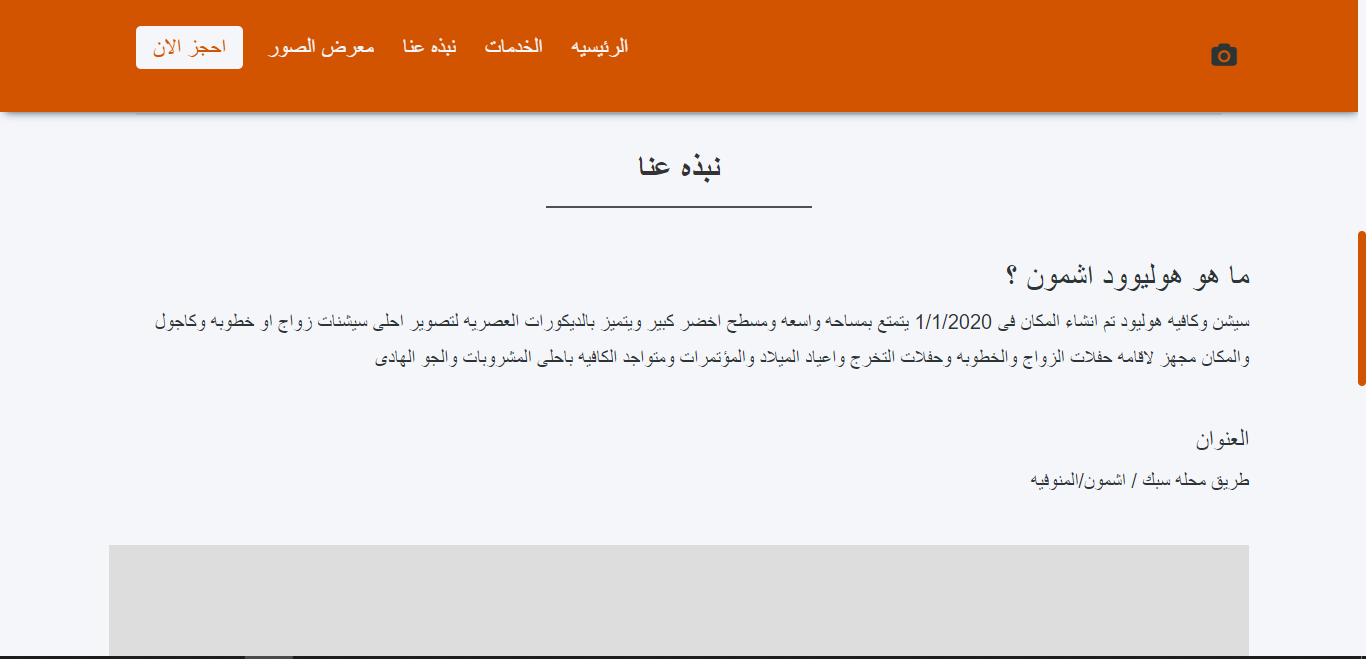 الرئيسيه
الخدمات
نبذه عنا
معرض الصور
احجز الان
نبذه عنا
ما هو هوليوود اشمون ؟
سيشن وكافيه هوليود تم انشاء المكان فى 1/1/2020 يتمتع بمساحه واسعه ومسطح اخضر كبير ويتميز بالديكورات العصريه لتصوير احلى سيشنات زواج او خطوبه وكاجول
والمكان مجهز لاقامه حفلات الزواج والخطوبه وحفلات التخرج واعياد الميلاد والمؤتمرات ومتواجد الكافيه باحلى المشروبات والجو الهادى
العنوان
طريق محله سبك / اشمون/المنوفيه